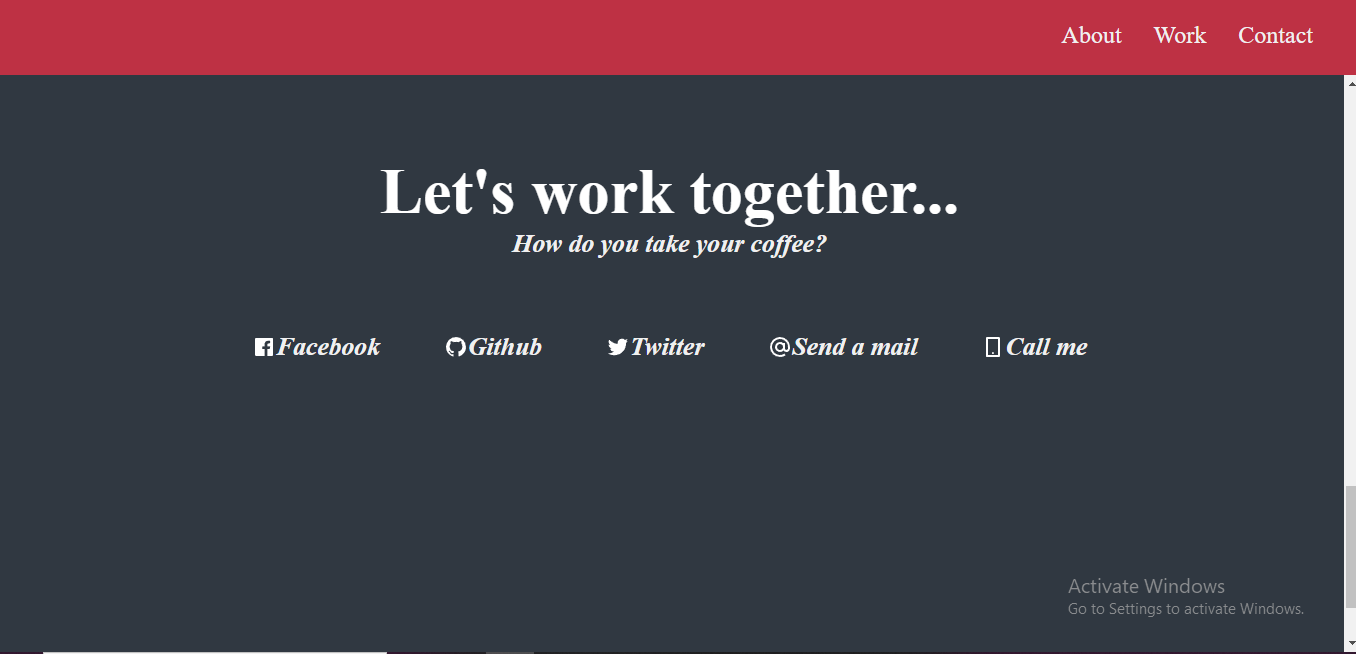 About Work Contact
Let's work together...
How do you take your coffee?
Facebook Github Twitter @Send a mail Call me
Activate Windows
Go to Settings to activate Windows.